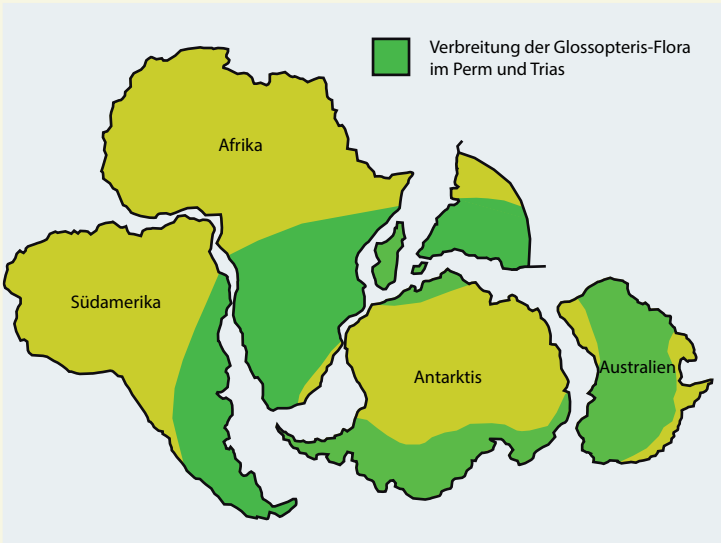 Verbreitung der Glossopteris-Flora
im Perm und Trias
Afrika
Südamerika
Antarktis
Australien